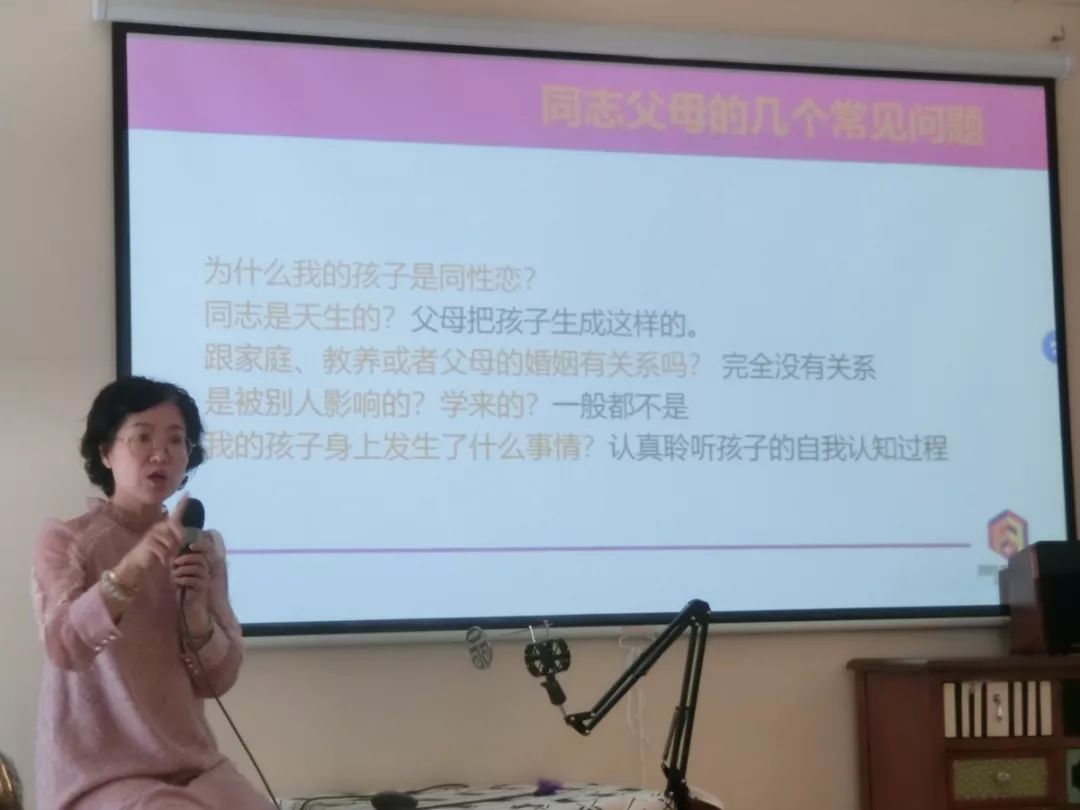 同志父母的几个常见问题
为什么我的孩子是同性恋？
同志是天生的？父母把孩子生成这样的。
跟家庭、教养或者父母的婚姻有关系吗？ 完全没有关系
是被别人影响的？学来的？一般都不是
我的孩子身上发生了什么事情？认真聆听孩子的自我认知过程